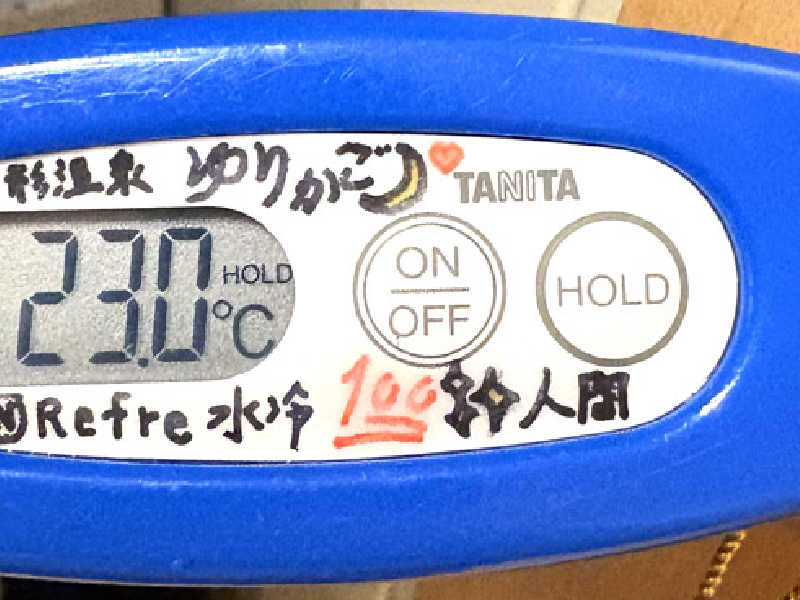 形温泉 ゆりかご
TANITA
23.0 HOLD
°C
ON
OFF
HOLD
Refre 水冷 100 人間